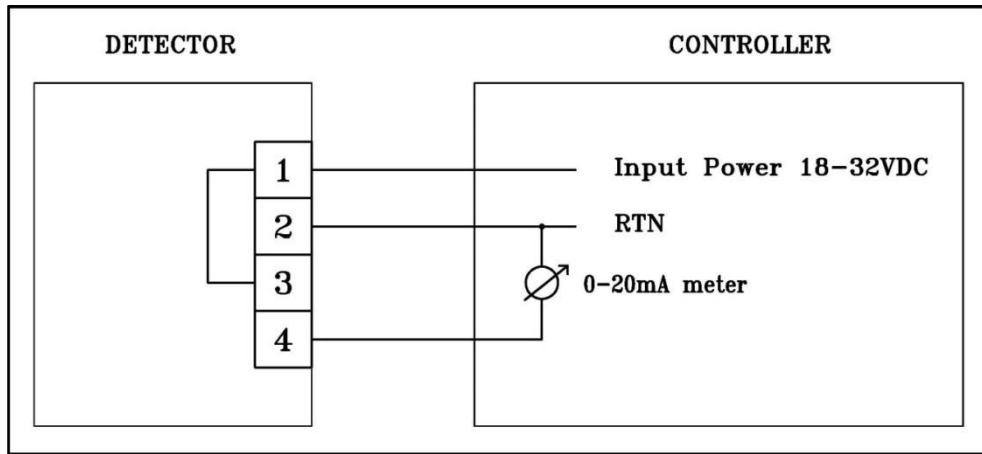 DETECTOR
CONTROLLER
1
Input Power 18-32VDC
2
RTN
3
0-20mA meter
4